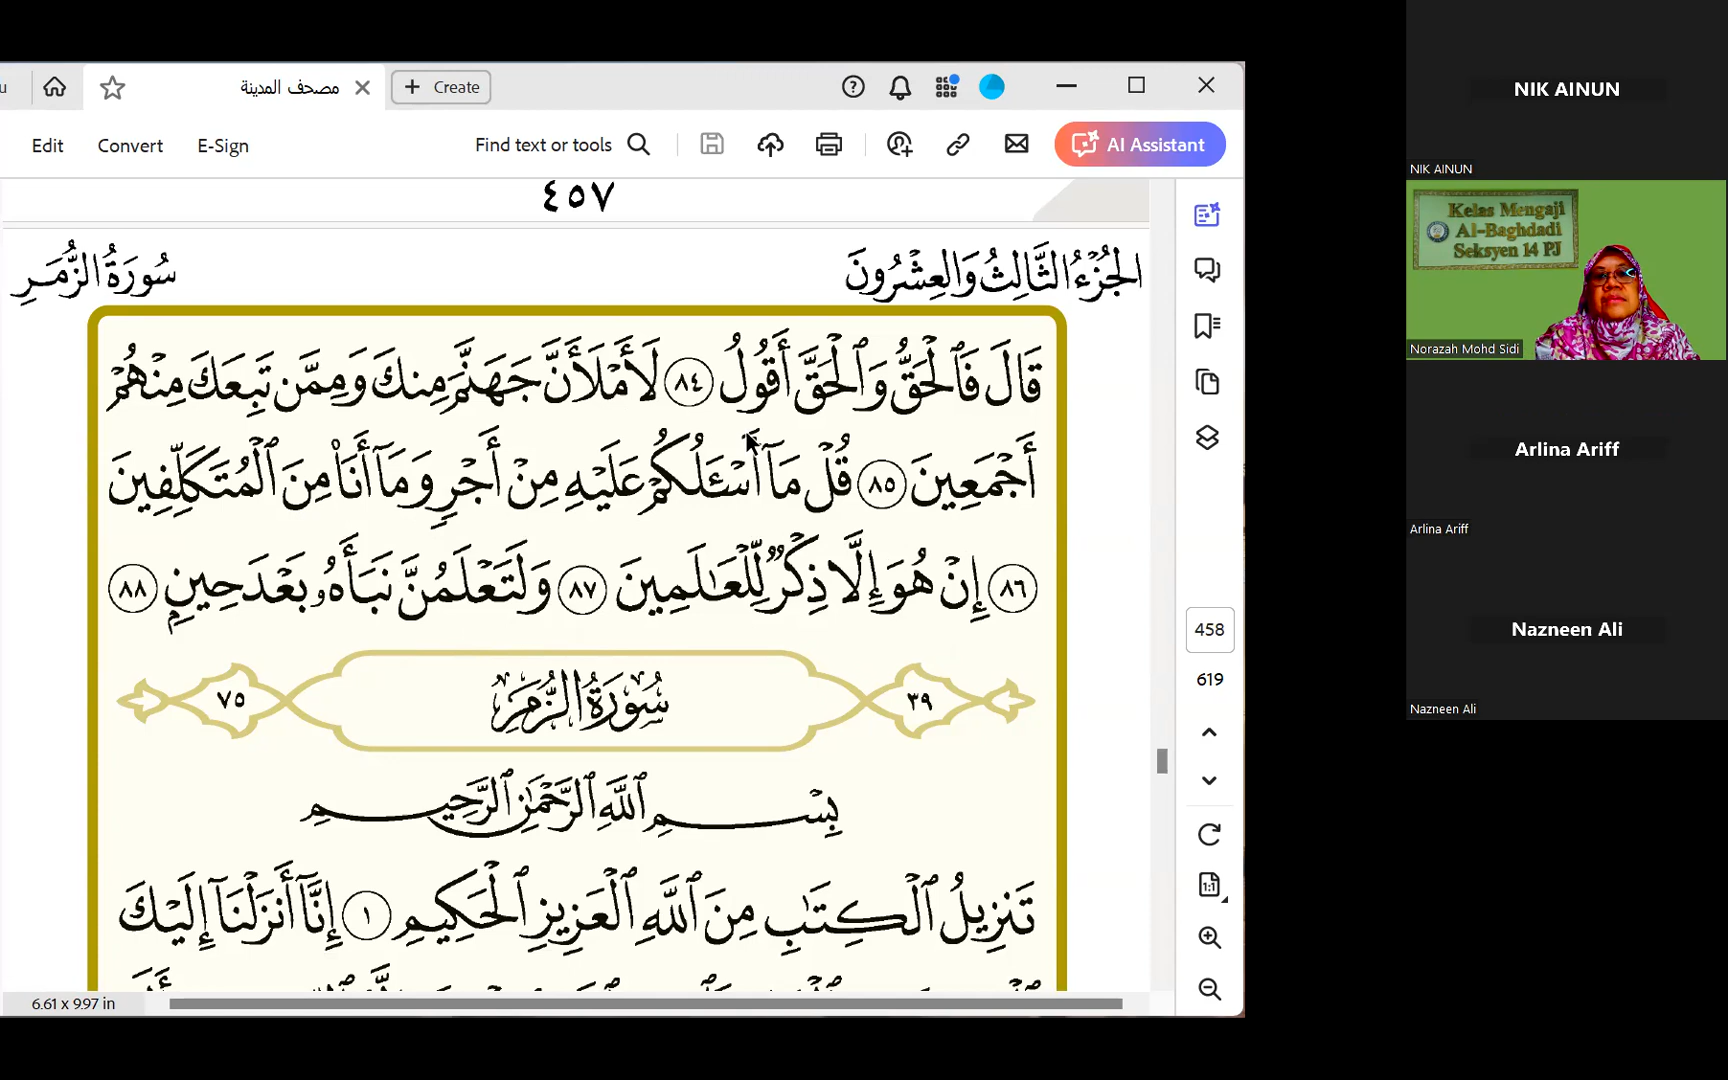 مصحف المدينة
Create
Edit
Convert
E-Sign
Find text or tools
AI Assistant
٤٥٧
الجُزْءُ الثَّالِثُ وَالعِشْرُونَ
سُورَةُ الزُّمَرِ
قَالَ فَٱلْحَقُّ وَٱلْحَقَّ أَقُولُ ٨٤ لَأَمْلَأَنَّ جَهَنَّمَ مِنكَ وَمِمَّن تَبِعَكَ مِنْهُمْ
أَجْمَعِينَ ٨٥ قُلْ مَآ أَسْـَٔلُكُمْ عَلَيْهِ مِنْ أَجْرٍ وَمَآ أَنَا۠ مِنَ ٱلْمُتَكَلِّفِينَ
٨٦ إِنْ هُوَ إِلَّا ذِكْرٌ لِّلْعَـٰلَمِينَ ٨٧ وَلَتَعْلَمُنَّ نَبَأَهُۥ بَعْدَ حِينٍۭ ٨٨
٣٩ سُورَةُ الزُّمَرِ ٧٥
بِسْمِ ٱللَّهِ ٱلرَّحْمَـٰنِ ٱلرَّحِيمِ
تَنزِيلُ ٱلْكِتَـٰبِ مِنَ ٱللَّهِ ٱلْعَزِيزِ ٱلْحَكِيمِ ١ إِنَّآ أَنزَلْنَآ إِلَيْكَ
458
619
1:1
6.61 x 9.97 in
NIK AINUN
NIK AINUN
Kelas Mengaji
Al-Baghdadi
Seksyen 14 PJ
Norazah Mohd Sidi
Arlina Ariff
Arlina Ariff
Nazneen Ali
Nazneen Ali